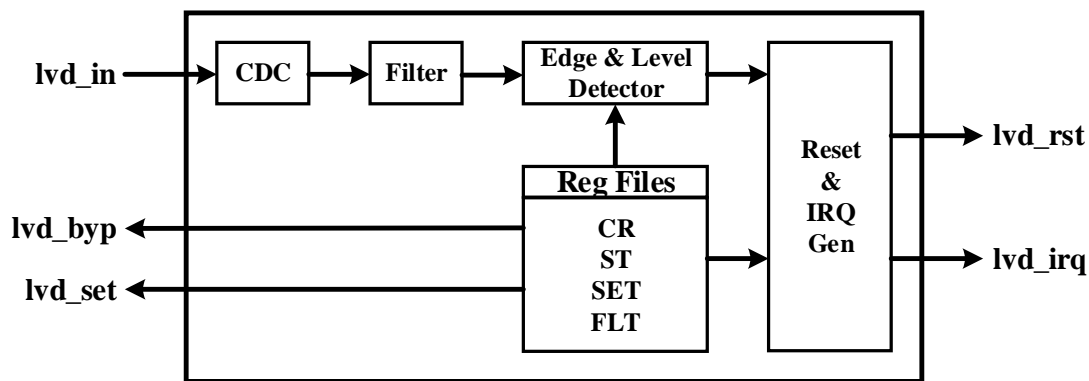 lvd_in
CDC
Filter
Edge & Level
Detector
Reset
&
IRQ
Gen
lvd_rst
lvd_irq
Reg Files
CR
ST
SET
FLT
lvd_byp
lvd_set